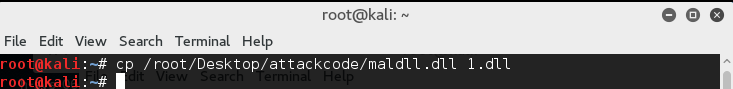 root@kali: ~
File Edit View Search Terminal Help
root@kali:~# cp /root/Desktop/attackcode/maldll.dll 1.dll
root@kali:~#